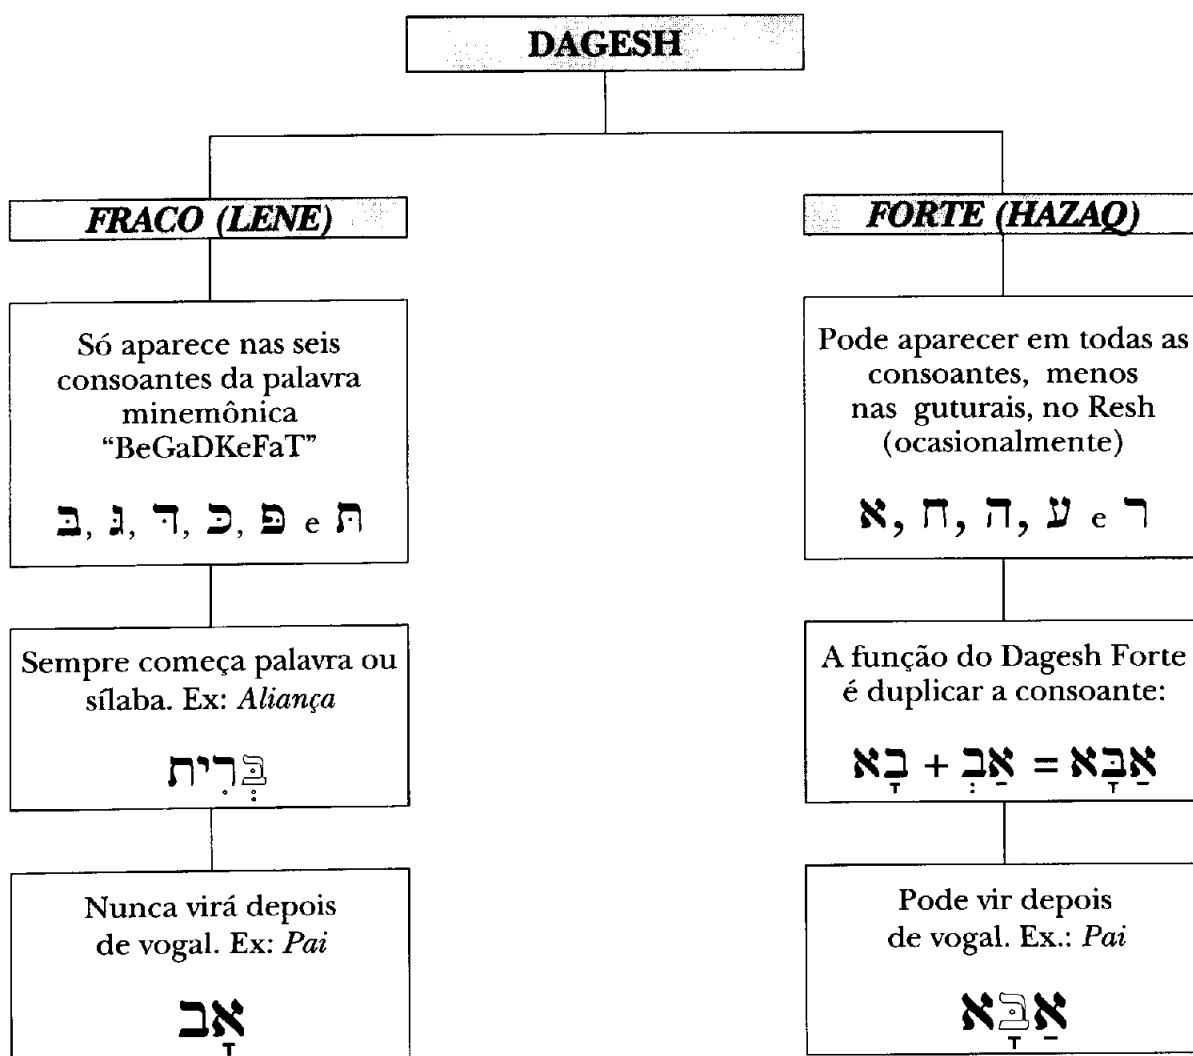 DAGESH
FRACO (LENE)
Só aparece nas seis
consoantes da palavra
minemônica
“BeGaDKeFaT”
בּ, גּ, דּ, כּ, פּ e תּ
Sempre começa palavra ou
sílaba. Ex: Aliança
בְּרִית
Nunca virá depois
de vogal. Ex: Pai
אָב
FORTE (HAZAQ)
Pode aparecer em todas as
consoantes, menos
nas guturais, no Resh
(ocasionalmente)
א, ח, ה, ע e ר
A função do Dagesh Forte
é duplicar a consoante:
אַבָּא = אַבְ + בָא
Pode vir depois
de vogal. Ex.: Pai
אַבָּא